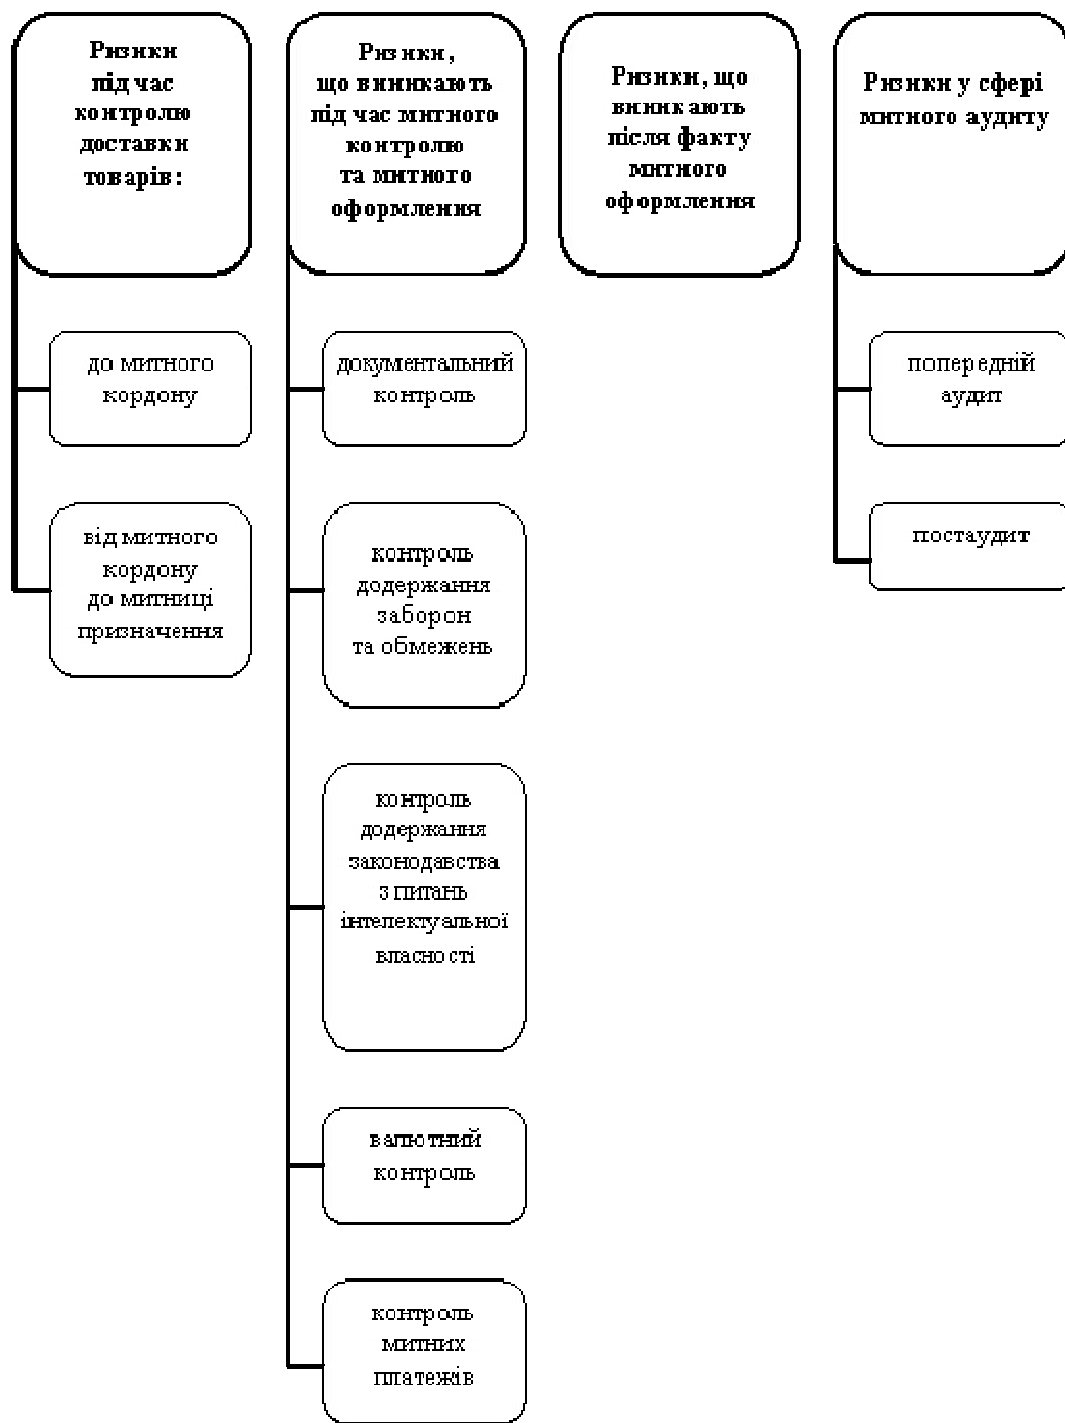 Ризики
під час
контролю
доставки
товарів:
до митного
кордону
від митного
кордону
до митниці
призначення
Ризики,
що виникають
під час митного
контролю
та митного
оформлення
документальний
контроль
контроль
додержання
заборон
та обмежень
контроль
додержання
законодавства
з питань
інтелектуальної
власності
валютний
контроль
контроль
митних
платежів
Ризики, що
виникають
після факту
митного
оформлення
Ризики у сфері
митного аудиту
попередній
аудит
постаудит